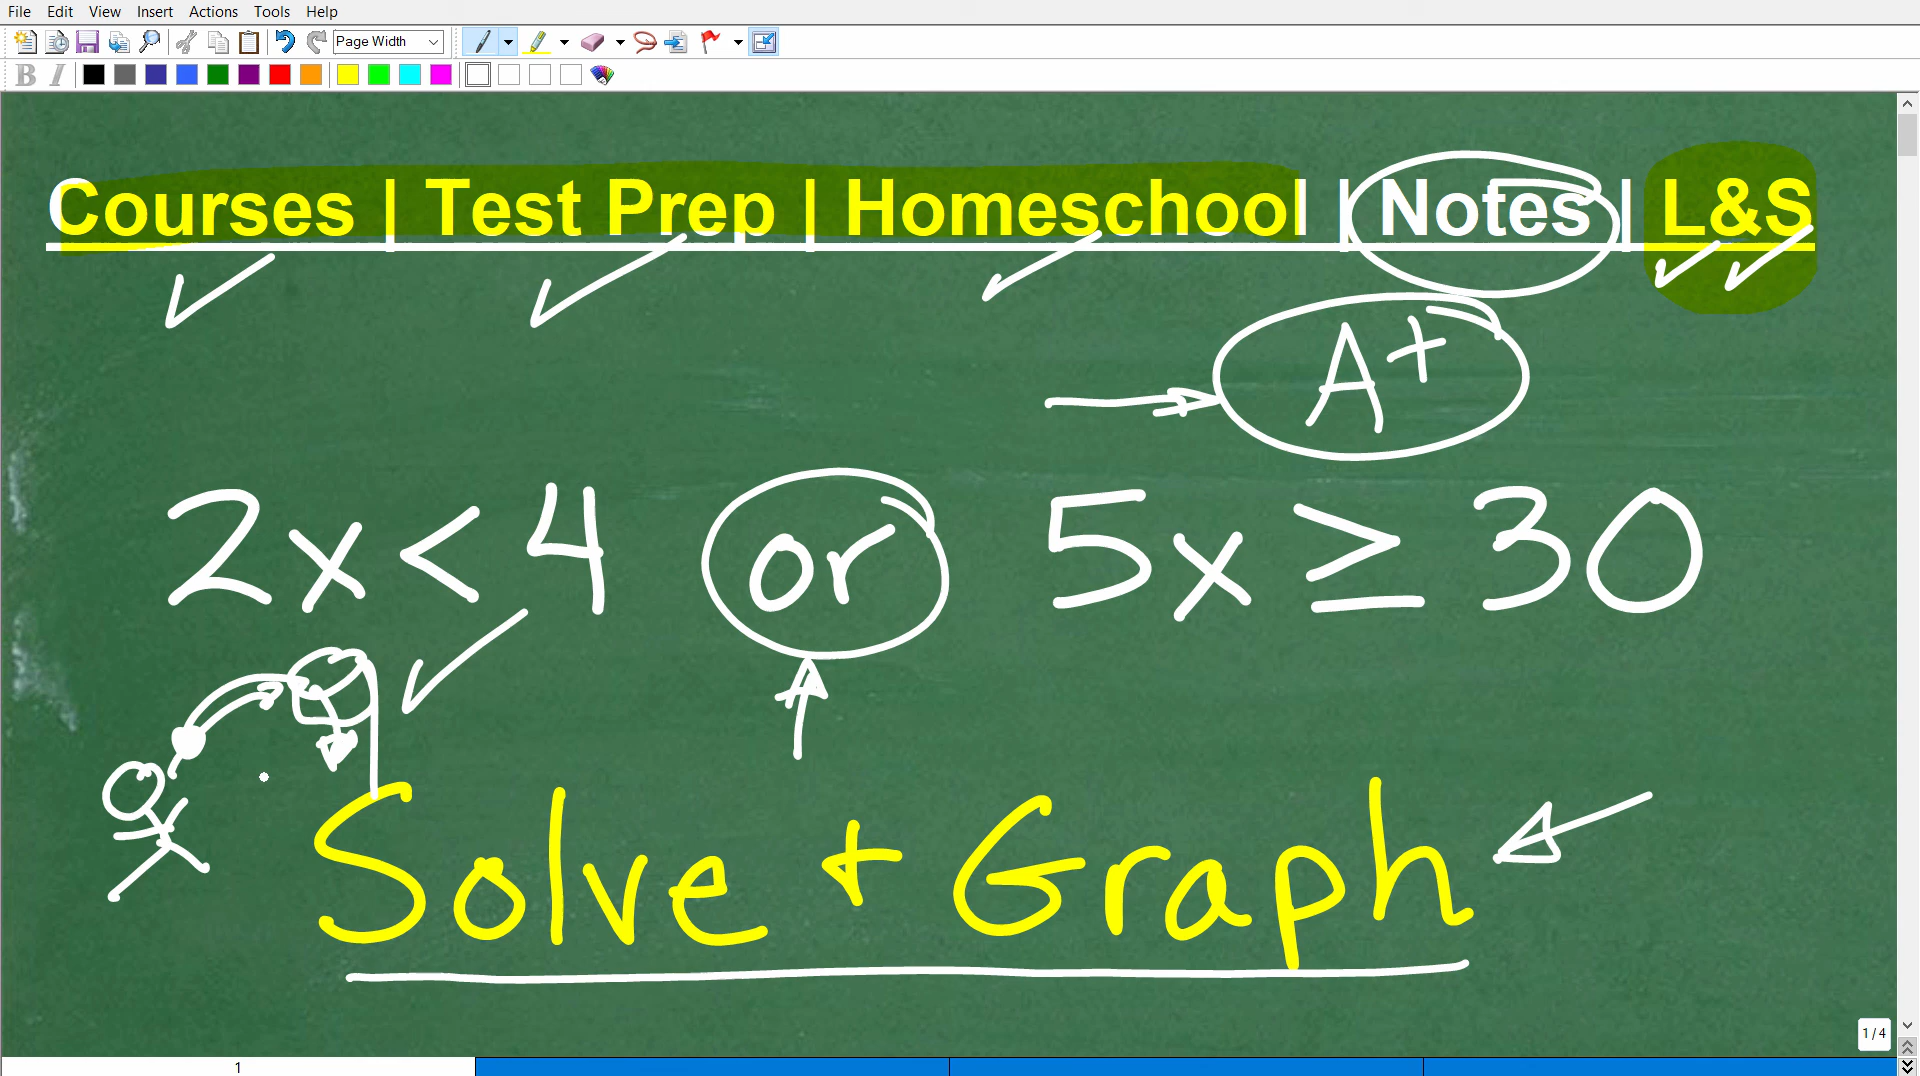 File Edit View Insert Actions Tools Help
Page Width
B I
Courses | Test Prep | Homeschool | Notes | L&S
A+
2x < 4 or 5x ≥ 30
Solve + Graph
1 / 4
1